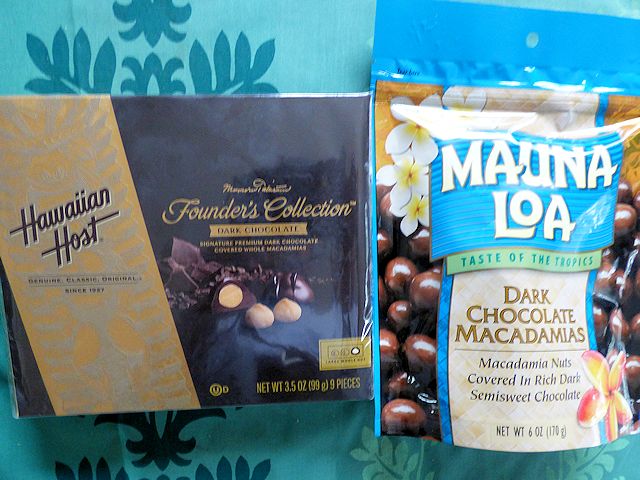 Hawaiian
Host®
GENUINE. CLASSIC. ORIGINAL.
SINCE 1927
Founder's Collection™
DARK CHOCOLATE
SIGNATURE PREMIUM DARK CHOCOLATE
COVERED WHOLE MACADAMIAS
U D
NET WT 3.5 OZ (99 g) 9 PIECES
MAUNA
LOA
TASTE OF THE TROPICS
DARK
CHOCOLATE
MACADAMIAS
Macadamia Nuts
Covered In Rich Dark
Semisweet Chocolate
NET WT 6 OZ (170 g)